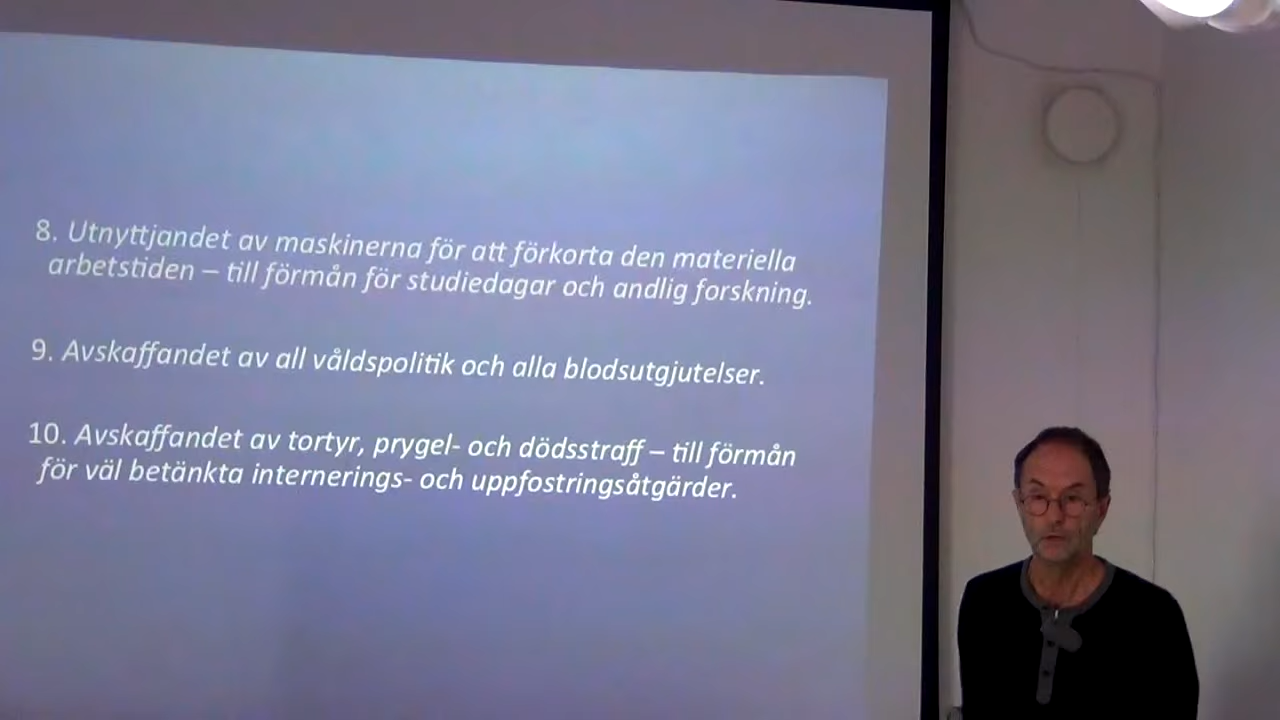 8. Utnyttjandet av maskinerna för att förkorta den materiella
arbetstiden – till förmån för studiedagar och andlig forskning.
9. Avskaffandet av all våldspolitik och alla blodsutgjutelser.
10. Avskaffandet av tortyr, prygel- och dödsstraff – till förmån
för väl betänkta internerings- och uppfostringsåtgärder.